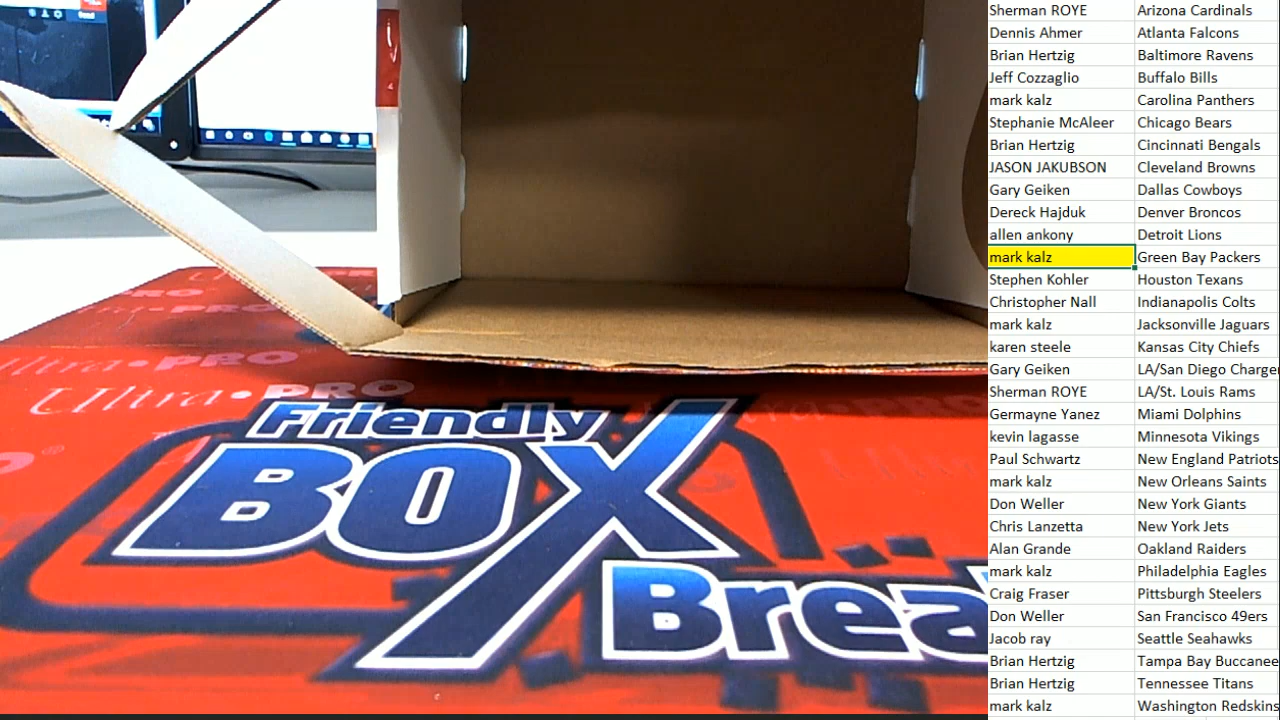 Sherman ROYE Arizona Cardinals
Dennis Ahmer Atlanta Falcons
Brian Hertzig Baltimore Ravens
Jeff Cozzaglio Buffalo Bills
mark kalz Carolina Panthers
Stephanie McAleer Chicago Bears
Brian Hertzig Cincinnati Bengals
JASON JAKUBSON Cleveland Browns
Gary Geiken Dallas Cowboys
Dereck Hajduk Denver Broncos
allen ankony Detroit Lions
mark kalz Green Bay Packers
Stephen Kohler Houston Texans
Christopher Nall Indianapolis Colts
mark kalz Jacksonville Jaguars
karen steele Kansas City Chiefs
Gary Geiken LA/San Diego Charge
Sherman ROYE LA/St. Louis Rams
Germayne Yanez Miami Dolphins
kevin lagasse Minnesota Vikings
Paul Schwartz New England Patriots
mark kalz New Orleans Saints
Don Weller New York Giants
Chris Lanzetta New York Jets
Alan Grande Oakland Raiders
mark kalz Philadelphia Eagles
Craig Fraser Pittsburgh Steelers
Don Weller San Francisco 49ers
Jacob ray Seattle Seahawks
Brian Hertzig Tampa Bay Buccanee
Brian Hertzig Tennessee Titans
mark kalz Washington Redskins
Ultra•PRO
Ultra•PRO
Friendly
BOX
Brea